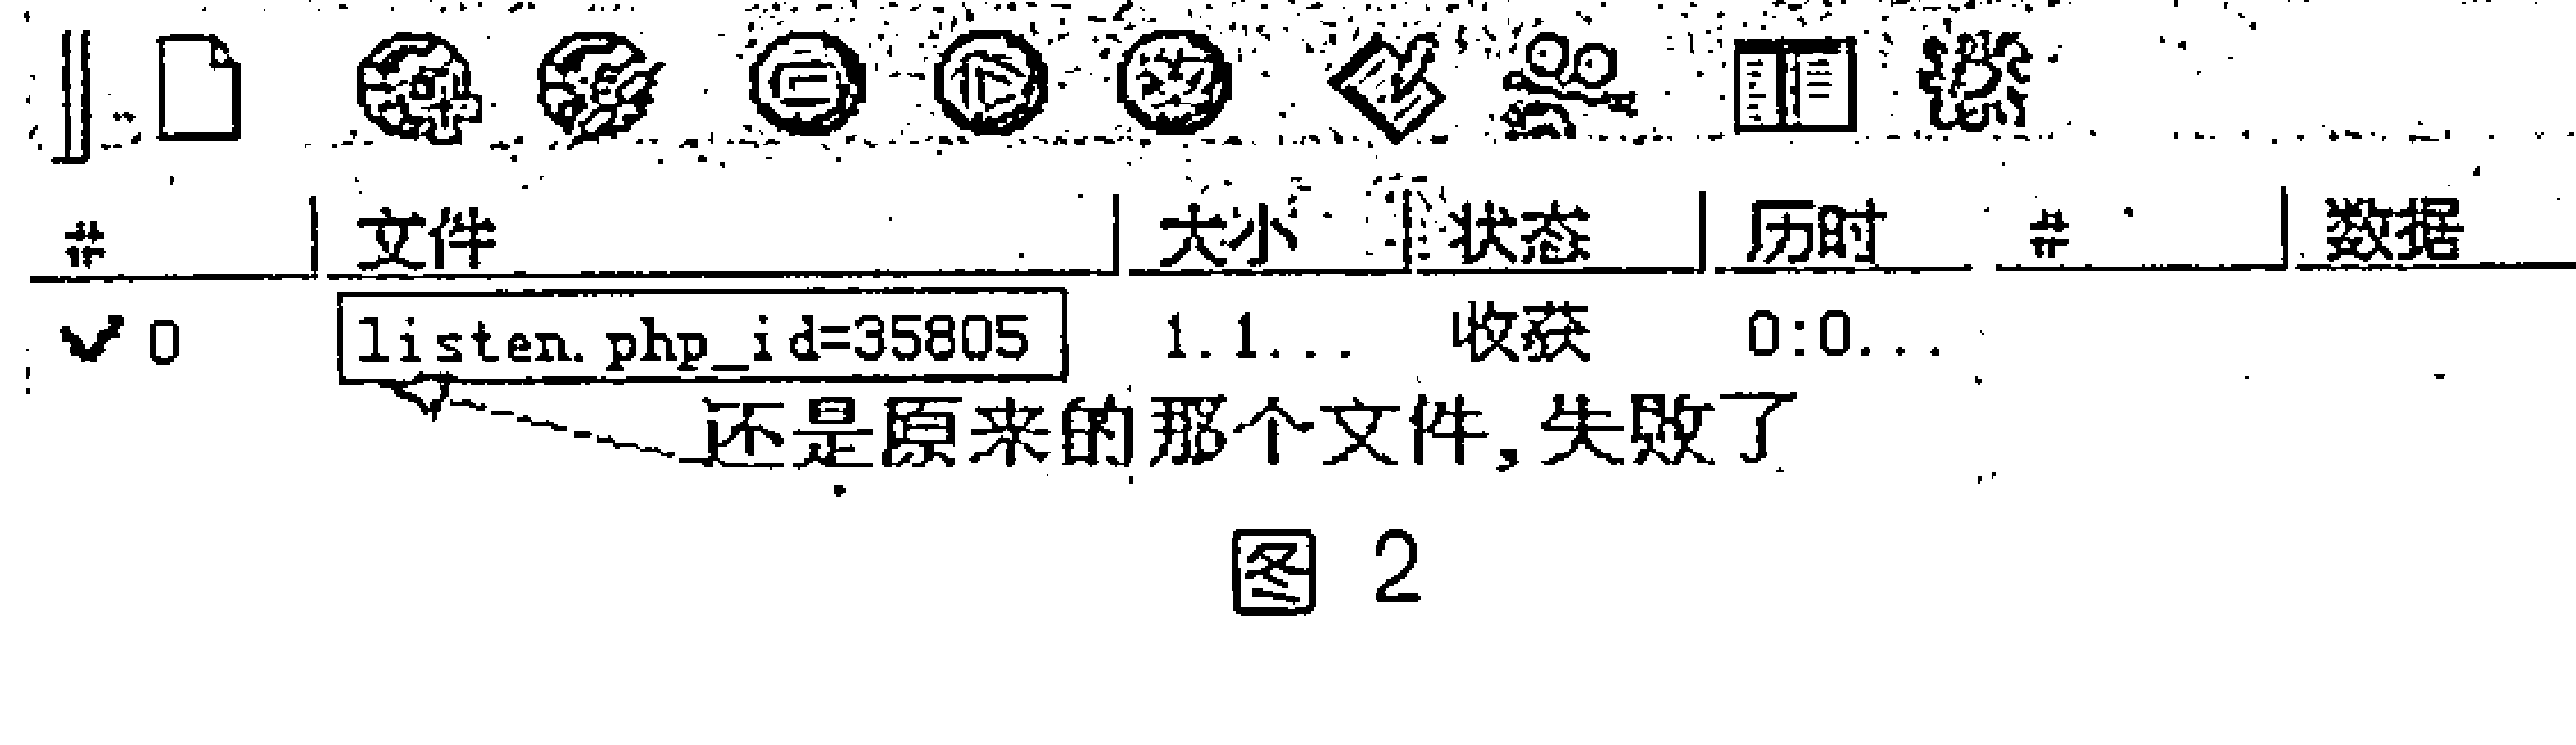 # 文件 大小 状态 历时 # 数据
0 listen.php_id=35805 1.1... 收获 0:0...
还是原来的那个文件,失败了
图 2